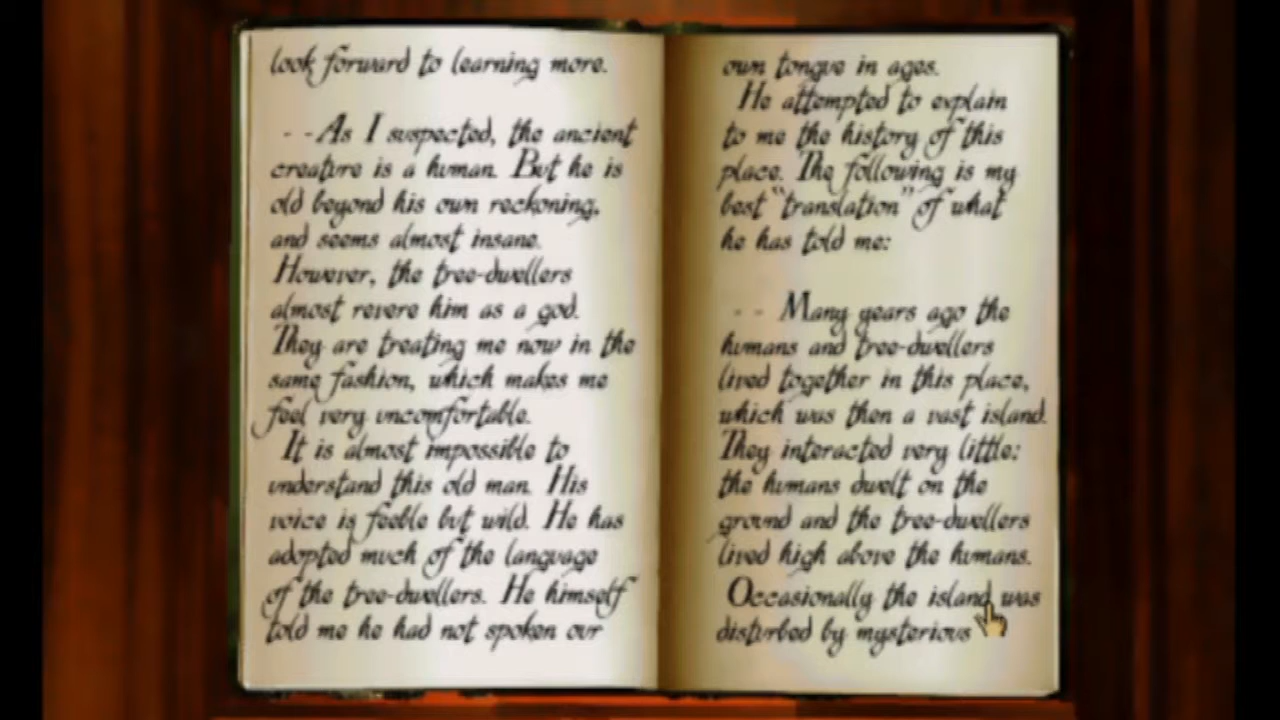 look forward to learning more.
--As I suspected, the ancient
creature is a human. But he is
old beyond his own reckoning,
and seems almost insane.
However, the tree-dwellers
almost revere him as a god.
They are treating me now in the
same fashion, which makes me
feel very uncomfortable.
It is almost impossible to
understand this old man. His
voice is feeble but wild. He has
adopted much of the language
of the tree-dwellers. He himself
told me he had not spoken our
own tongue in ages.
He attempted to explain
to me the history of this
place. The following is my
best "translation" of what
he has told me:
-- Many years ago the
humans and tree-dwellers
lived together in this place,
which was then a vast island.
They interacted very little:
the humans dwelt on the
ground and the tree-dwellers
lived high above the humans.
Occasionally the island was
disturbed by mysterious